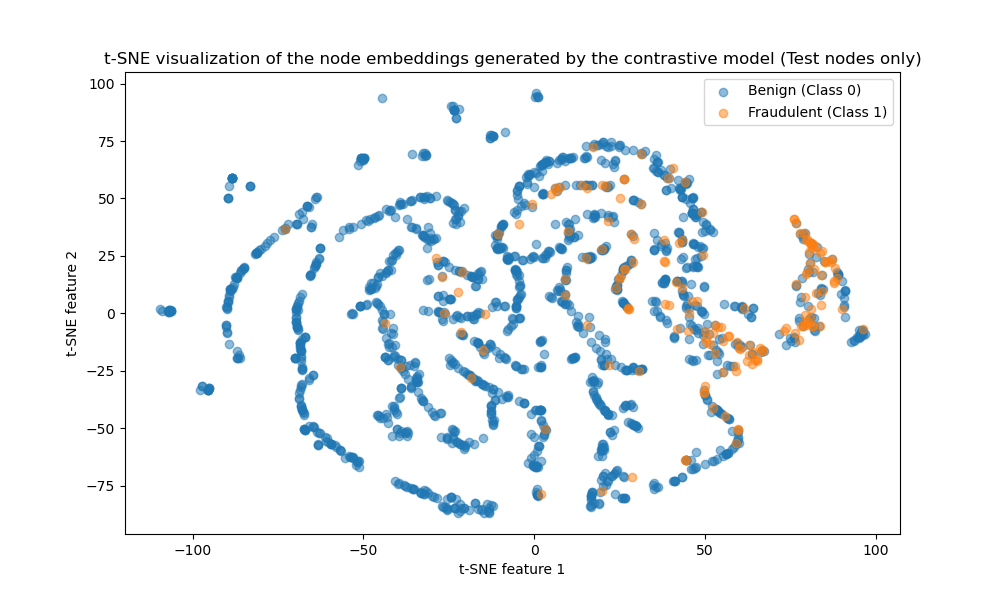 t-SNE visualization of the node embeddings generated by the contrastive model (Test nodes only)
Benign (Class 0)
Fraudulent (Class 1)
t-SNE feature 2
100
75
50
25
0
−25
−50
−75
−100
−50
0
50
100
t-SNE feature 1